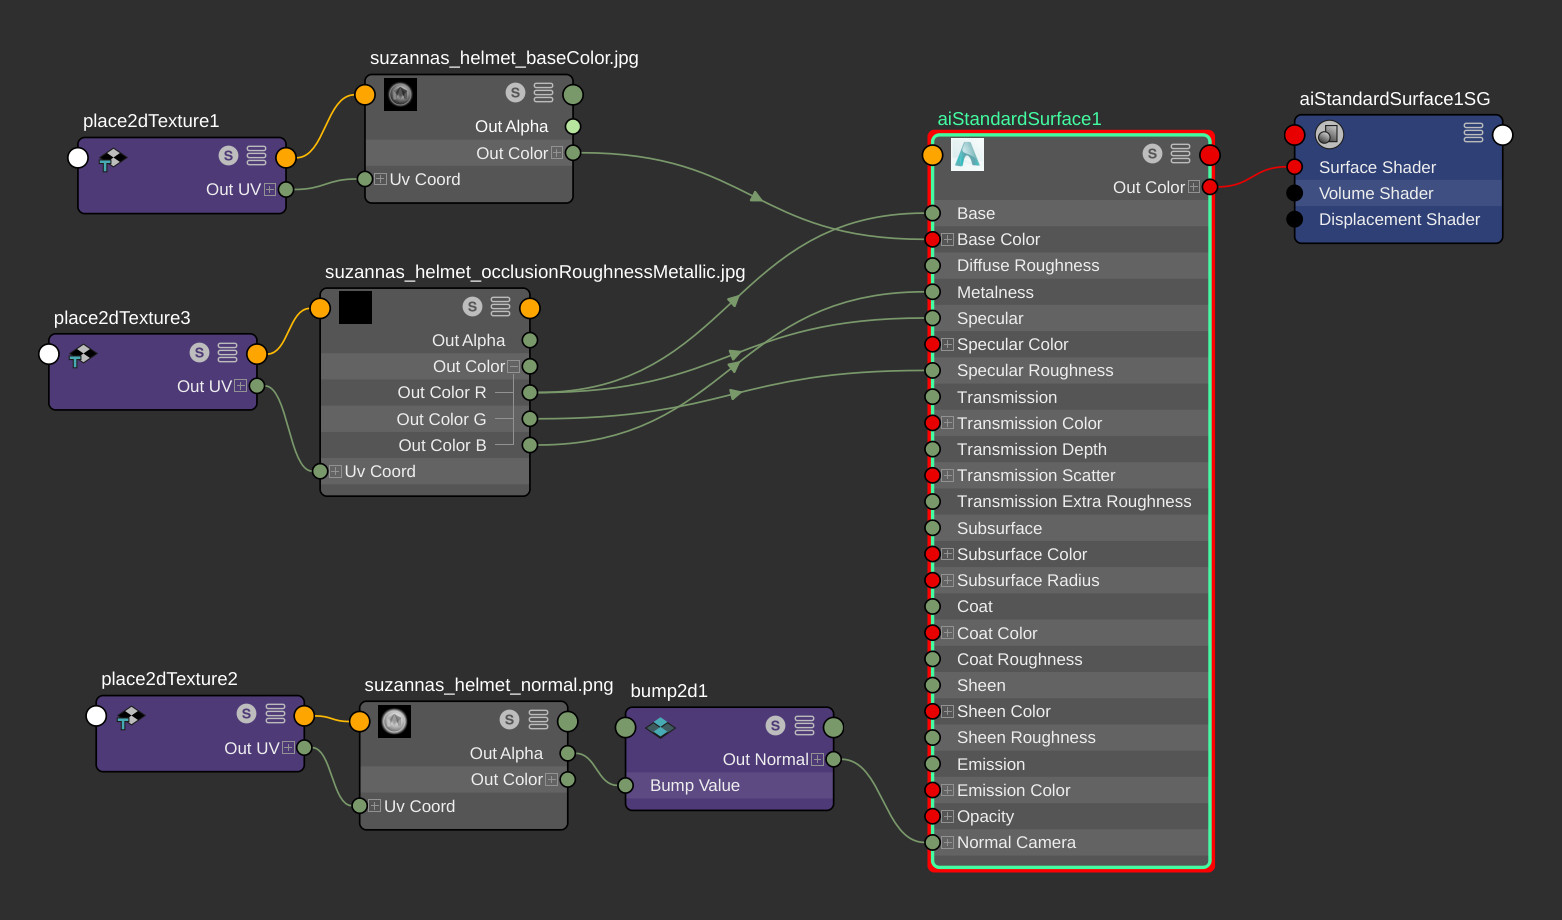 suzannas_helmet_baseColor.jpg
S
Out Alpha
Out Color
Uv Coord
place2dTexture1
T
S
Out UV
suzannas_helmet_occlusionRoughnessMetallic.jpg
S
Out Alpha
Out Color
Out Color R
Out Color G
Out Color B
Uv Coord
place2dTexture3
T
S
Out UV
place2dTexture2
T
S
Out UV
suzannas_helmet_normal.png
S
Out Alpha
Out Color
Uv Coord
bump2d1
S
Out Normal
Bump Value
aiStandardSurface1
S
Out Color
Base
Base Color
Diffuse Roughness
Metalness
Specular
Specular Color
Specular Roughness
Transmission
Transmission Color
Transmission Depth
Transmission Scatter
Transmission Extra Roughness
Subsurface
Subsurface Color
Subsurface Radius
Coat
Coat Color
Coat Roughness
Sheen
Sheen Color
Sheen Roughness
Emission
Emission Color
Opacity
Normal Camera
aiStandardSurface1SG
Surface Shader
Volume Shader
Displacement Shader